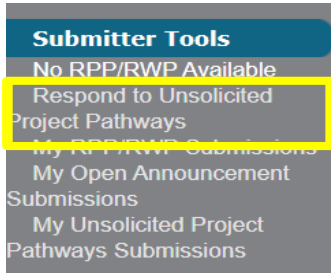 Submitter Tools
No RPP/RWP Available
Respond to Unsolicited
Project Pathways
My RPP/RWP Submissions
My Open Announcement
Submissions
My Unsolicited Project
Pathways Submissions